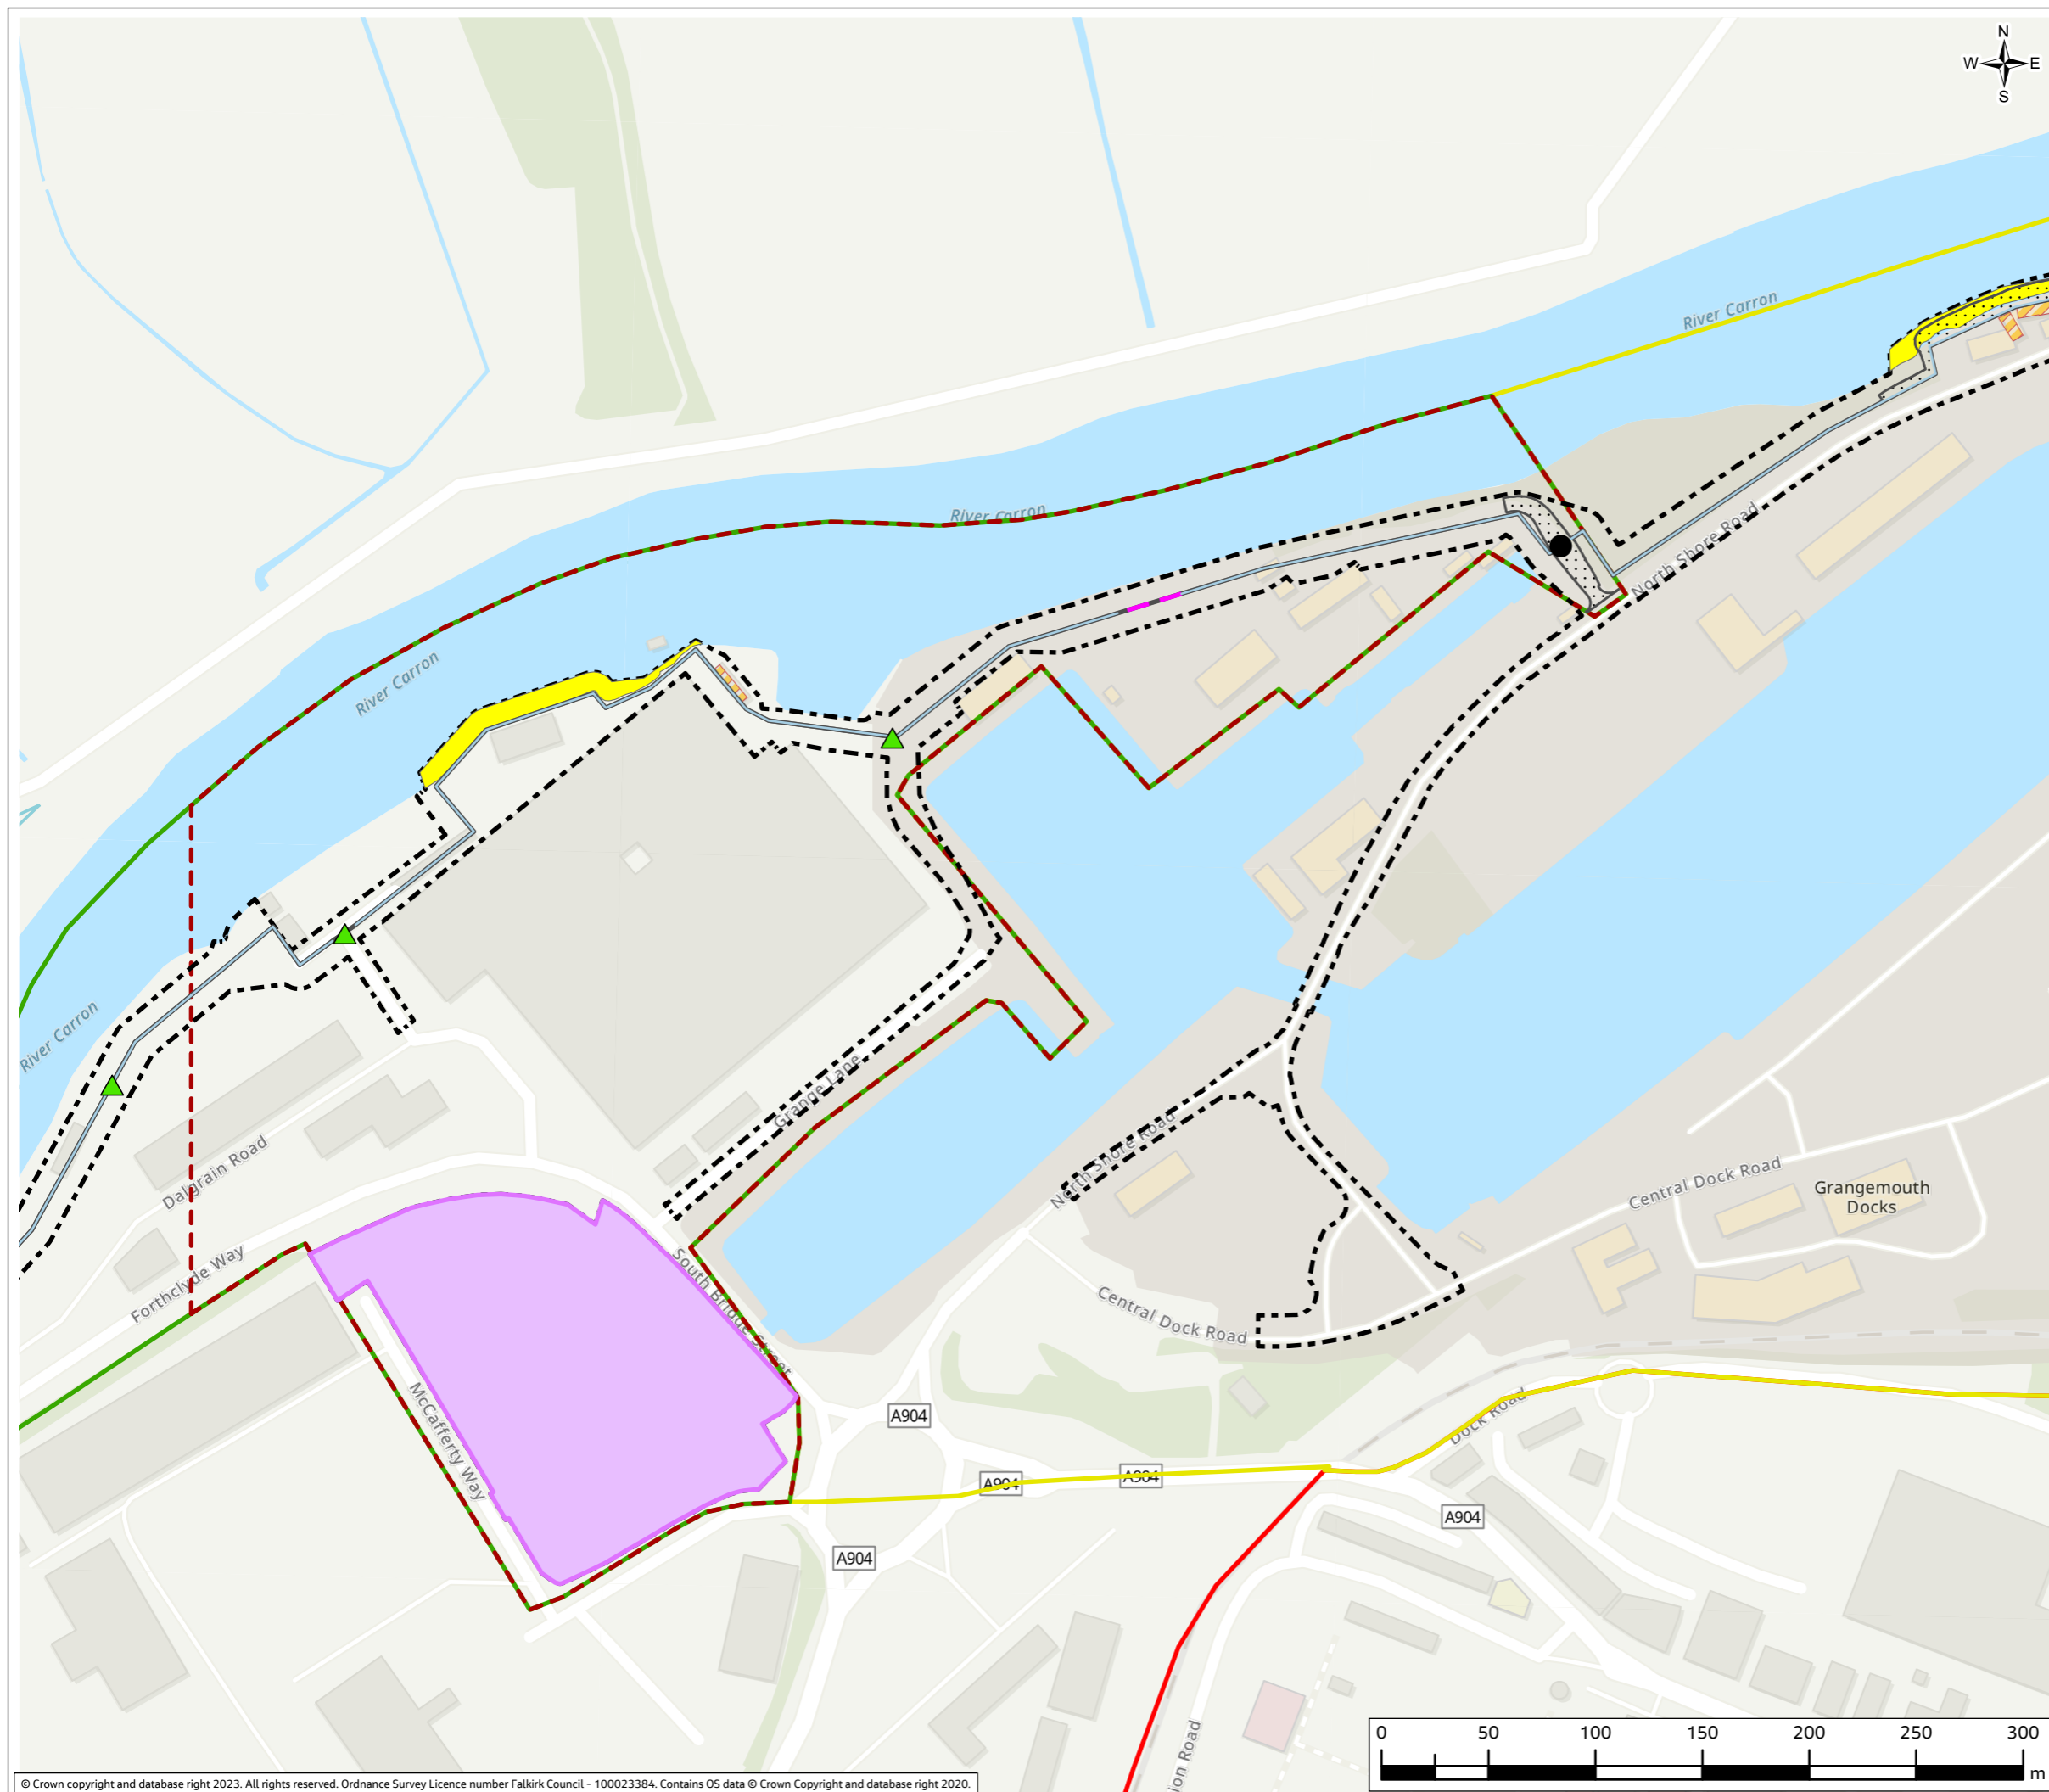 N
W E
S
River Carron
River Carron
River Carron
River Carron
North Shore Road
Grange Lane
North Shore Road
Dalgrain Road
Central Dock Road
Grangemouth
Docks
Forthclyde Way
South Bridge Street
Central Dock Road
McCafferty Way
A904
Dock Road
A904
A904
A904
A904
ion Road
0 50 100 150 200 250 300
m
© Crown copyright and database right 2023. All rights reserved. Ordnance Survey Licence number Falkirk Council - 100023384. Contains OS data © Crown Copyright and database right 2020.